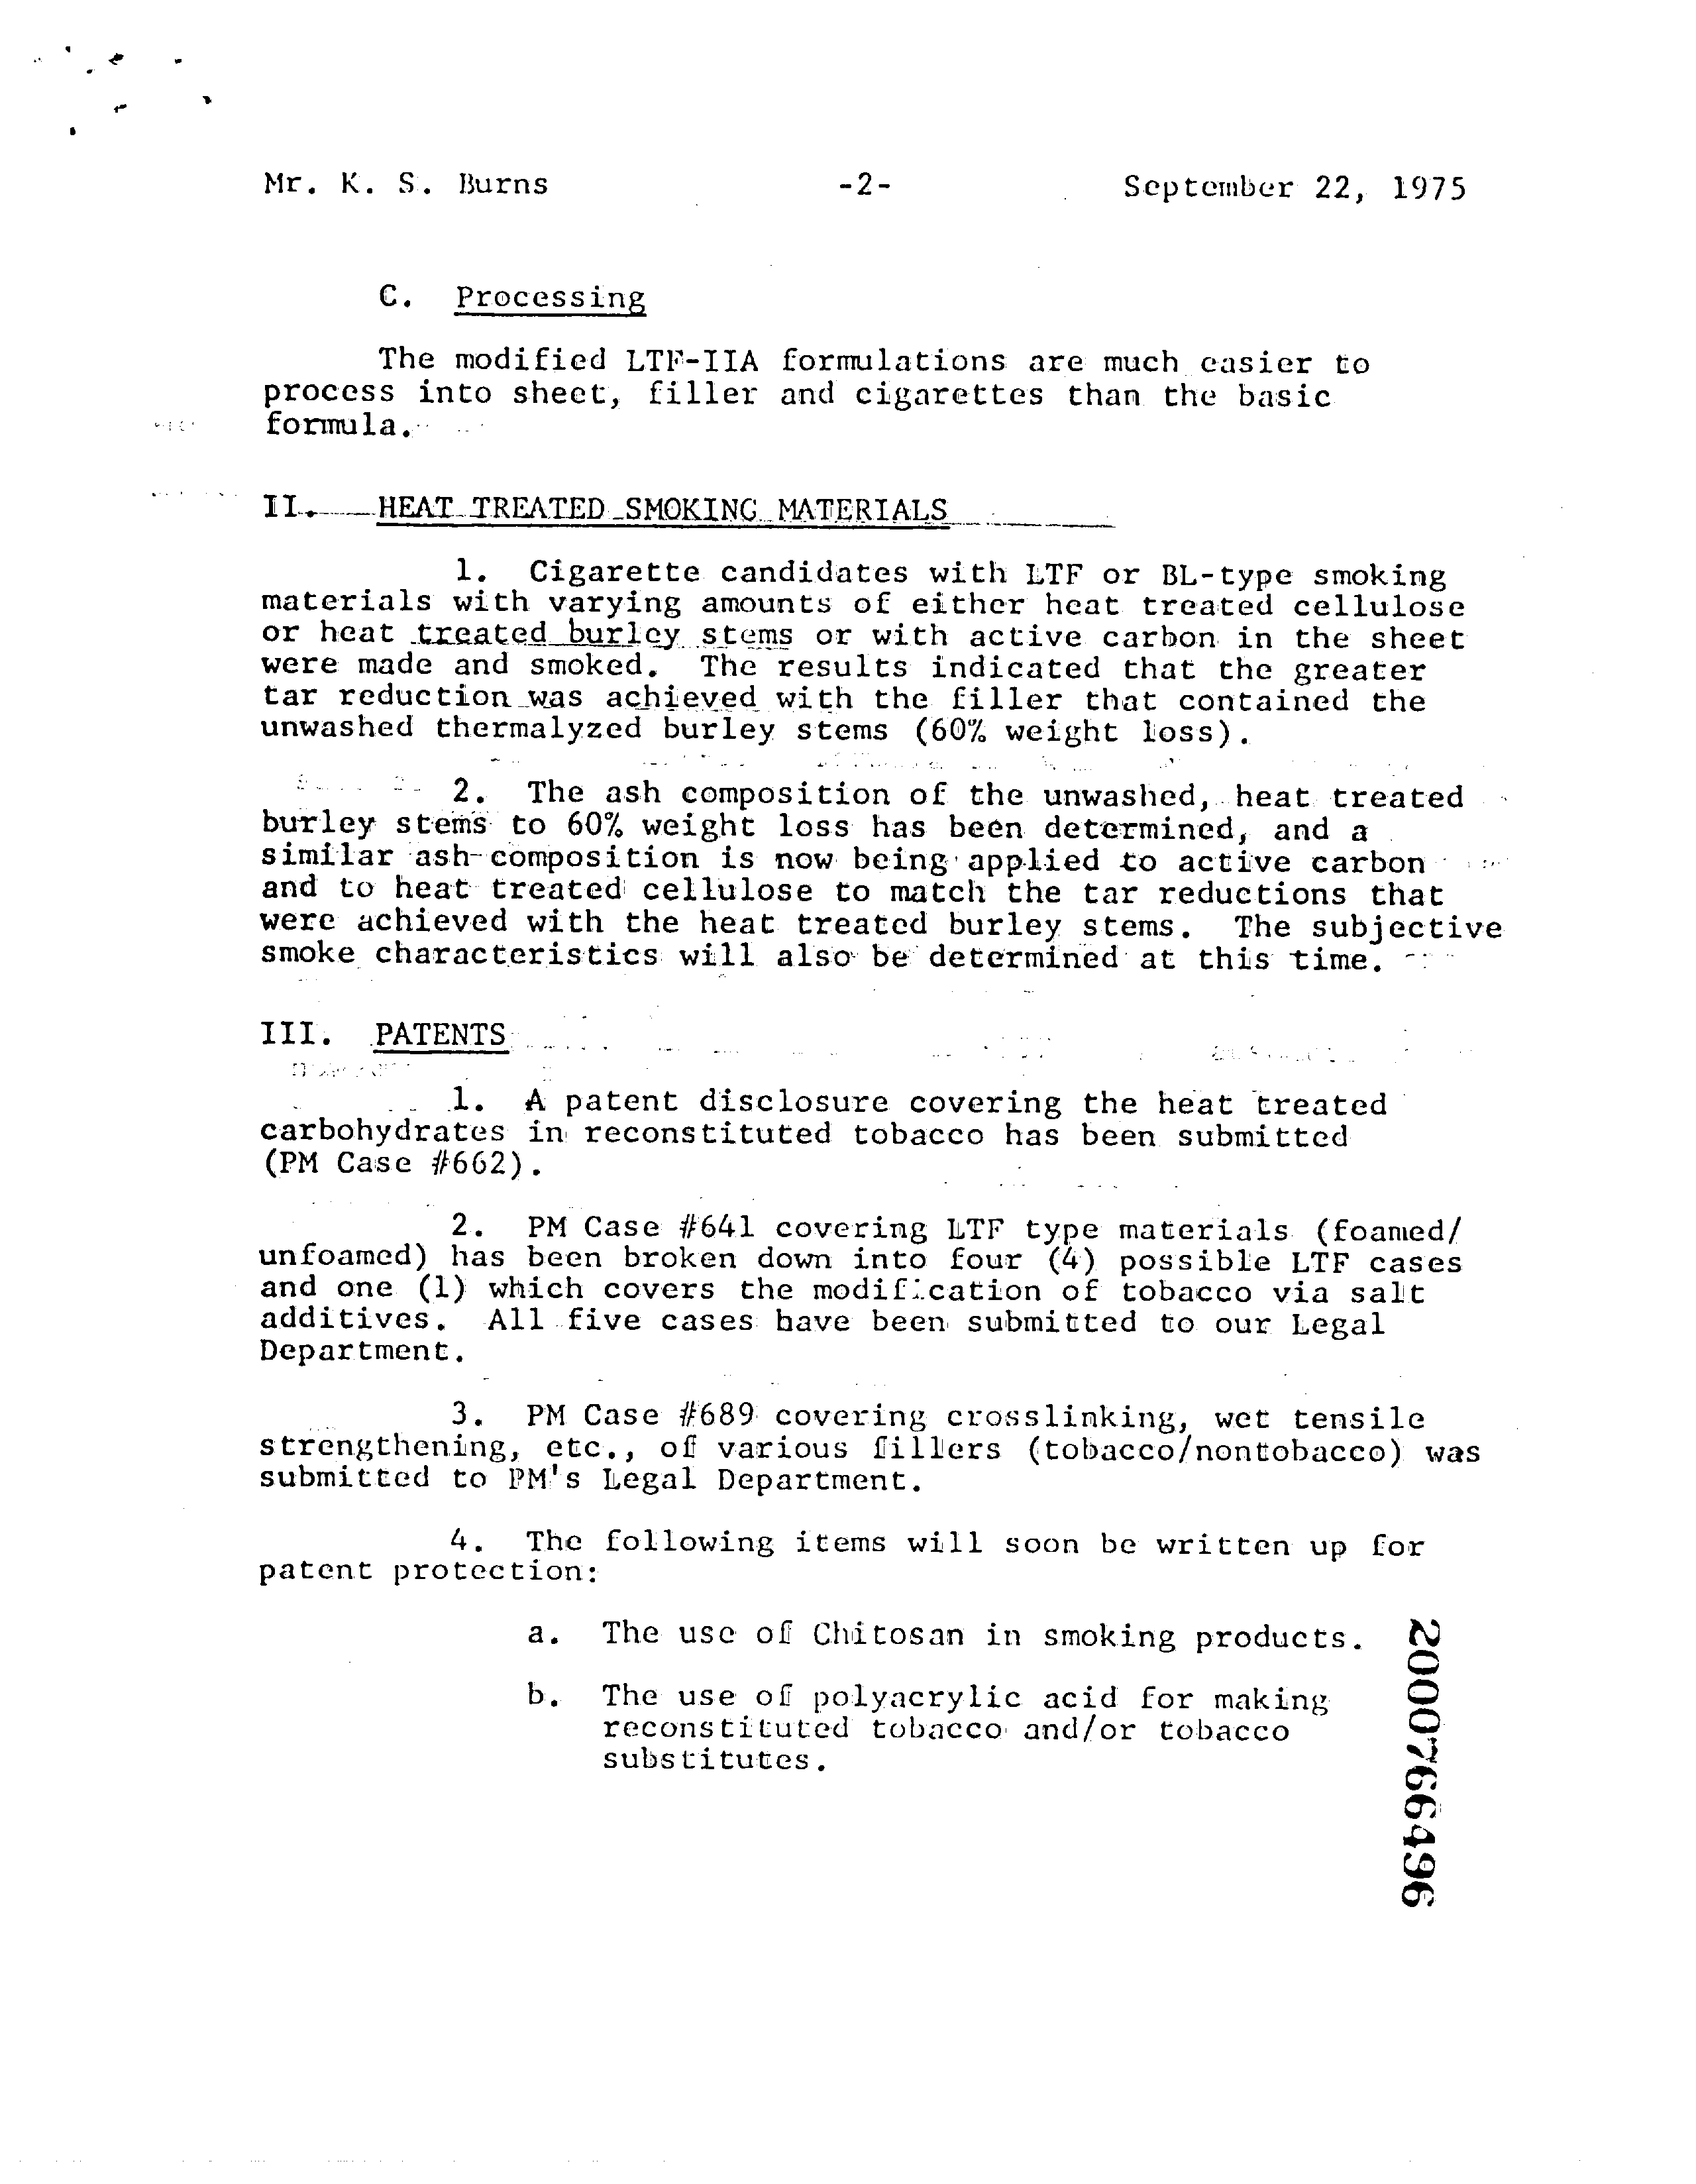 Mr. K. S. Burns -2- September 22, 1975
C. Processing
The modified LTF-IIA formulations are much easier to
process into sheet, filler and cigarettes than the basic
formula.
II. HEAT TREATED SMOKING MATERIALS
1. Cigarette candidates with LTF or BL-type smoking
materials with varying amounts of either heat treated cellulose
or heat treated burley stems or with active carbon in the sheet
were made and smoked. The results indicated that the greater
tar reduction was achieved with the filler that contained the
unwashed thermalyzed burley stems (60% weight loss).
2. The ash composition of the unwashed, heat treated
burley stems to 60% weight loss has been determined, and a
similar ash composition is now being applied to active carbon
and to heat treated cellulose to match the tar reductions that
were achieved with the heat treated burley stems. The subjective
smoke characteristics will also be determined at this time.
III. PATENTS
1. A patent disclosure covering the heat treated
carbohydrates in reconstituted tobacco has been submitted
(PM Case #662).
2. PM Case #641 covering LTF type materials (foamed/
unfoamed) has been broken down into four (4) possible LTF cases
and one (1) which covers the modification of tobacco via salt
additives. All five cases have been submitted to our Legal
Department.
3. PM Case #689 covering crosslinking, wet tensile
strengthening, etc., of various fillers (tobacco/nontobacco) was
submitted to PM's Legal Department.
4. The following items will soon be written up for
patent protection:
a. The use of Chitosan in smoking products.
b. The use of polyacrylic acid for making
reconstituted tobacco and/or tobacco
substitutes.
2000766496